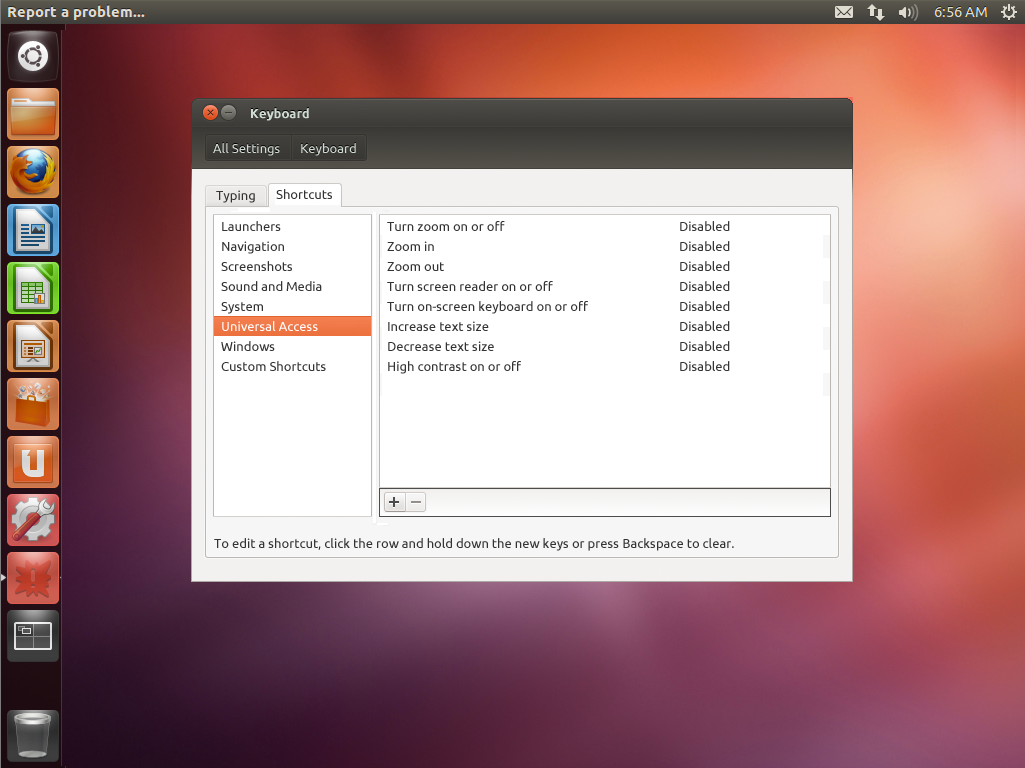 Report a problem...
6:56 AM
Keyboard
All Settings Keyboard
Typing Shortcuts
Launchers
Navigation
Screenshots
Sound and Media
System
Universal Access
Windows
Custom Shortcuts
Turn zoom on or off Disabled
Zoom in Disabled
Zoom out Disabled
Turn screen reader on or off Disabled
Turn on-screen keyboard on or off Disabled
Increase text size Disabled
Decrease text size Disabled
High contrast on or off Disabled
To edit a shortcut, click the row and hold down the new keys or press Backspace to clear.